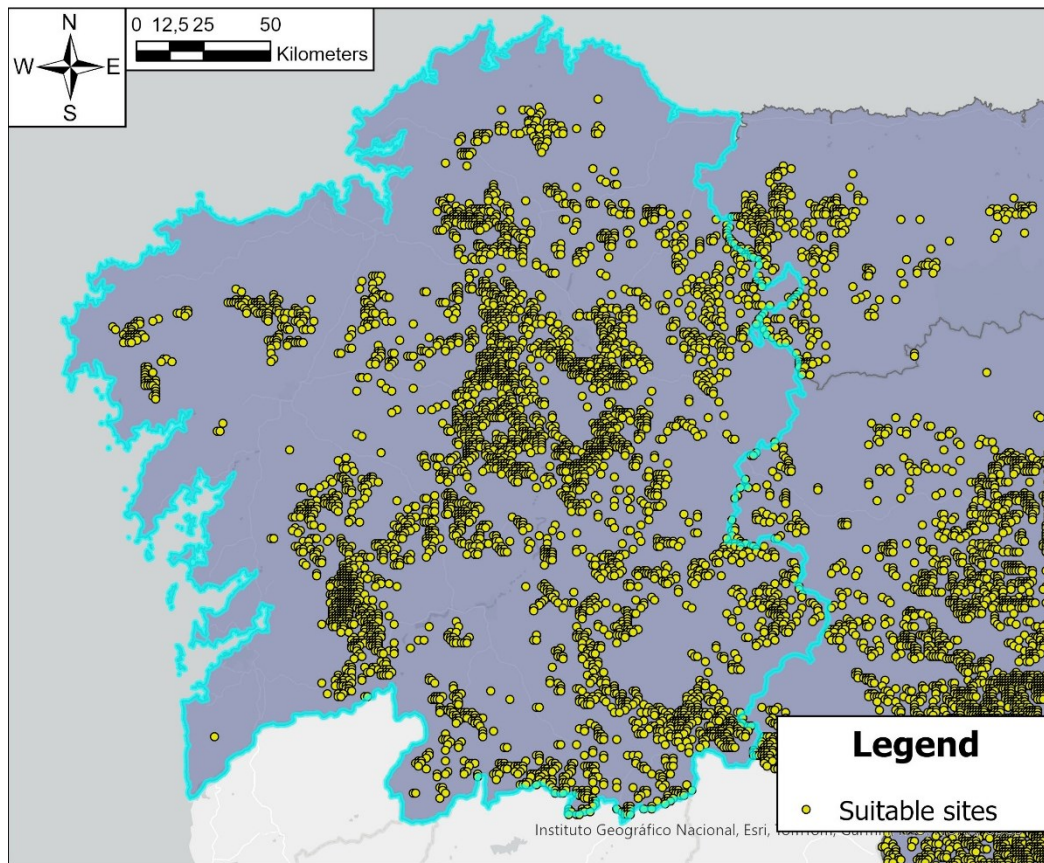 N
W E
S
0 12,5 25 50
Kilometers
Legend
Suitable sites
Instituto Geográfico Nacional, Esri,